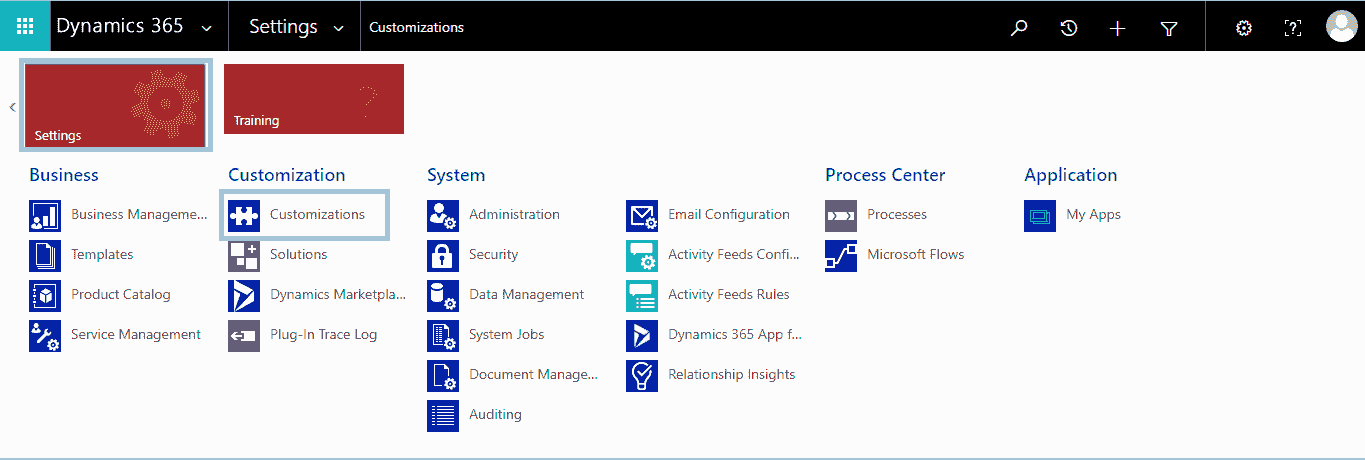 Dynamics 365 Settings Customizations
Settings
Training
?
Business
Business Manageme...
Templates
Product Catalog
Service Management
Customization
Customizations
Solutions
Dynamics Marketpla...
Plug-In Trace Log
System
Administration
Security
Data Management
System Jobs
Document Manage...
Auditing
Email Configuration
Activity Feeds Confi...
Activity Feeds Rules
Dynamics 365 App f...
Relationship Insights
Process Center
Processes
Microsoft Flows
Application
My Apps